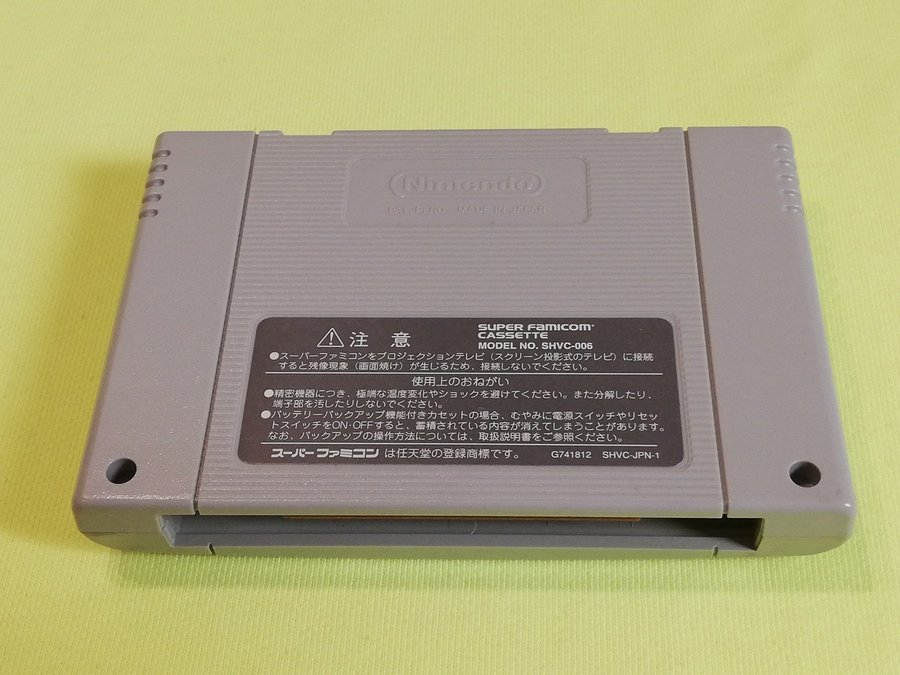 Nintendo
PAT. PEND. MADE IN JAPAN
⚠注 意
SUPER Famicom
CASSETTE
MODEL NO. SHVC-006
●スーパーファミコンをプロジェクションテレビ（スクリーン投影式のテレビ）に接続
すると残像現象（画面焼け）が生じるため、接続しないでください。
使用上のおねがい
●精密機器につき、極端な温度変化やショックを避けてください。また分解したり、
端子部を汚したりしないでください。
●バッテリーバックアップ機能付きカセットの場合、むやみに電源スイッチやリセッ
トスイッチをON・OFFすると、蓄積されている内容が消えてしまうことがあります。
なお、バックアップの操作方法については、取扱説明書をご参照ください。
スーパーファミコン は任天堂の登録商標です。 G741812 SHVC-JPN-1